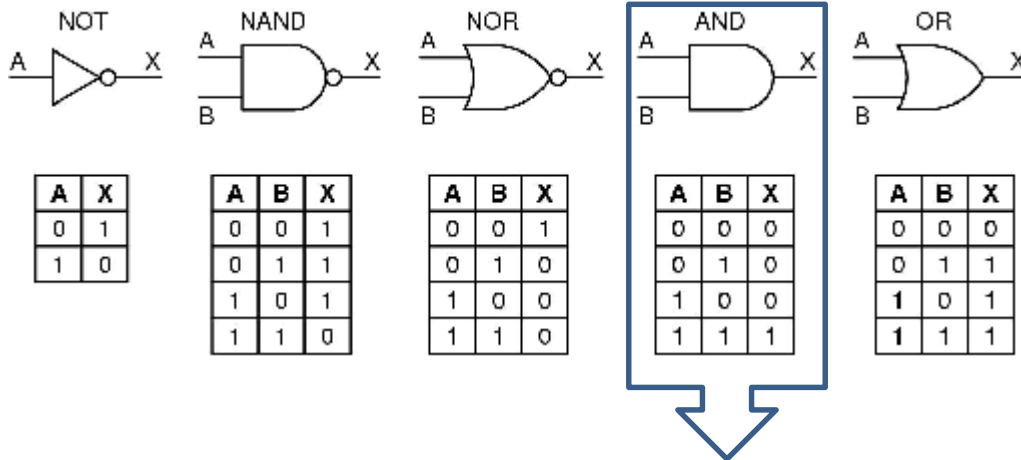 NOT NAND NOR AND OR
A X A B X A B X A B X A B X
A X
0 1
1 0
A B X
0 0 1
0 1 1
1 0 1
1 1 0
A B X
0 0 1
0 1 0
1 0 0
1 1 0
A B X
0 0 0
0 1 0
1 0 0
1 1 1
A B X
0 0 0
0 1 1
1 0 1
1 1 1